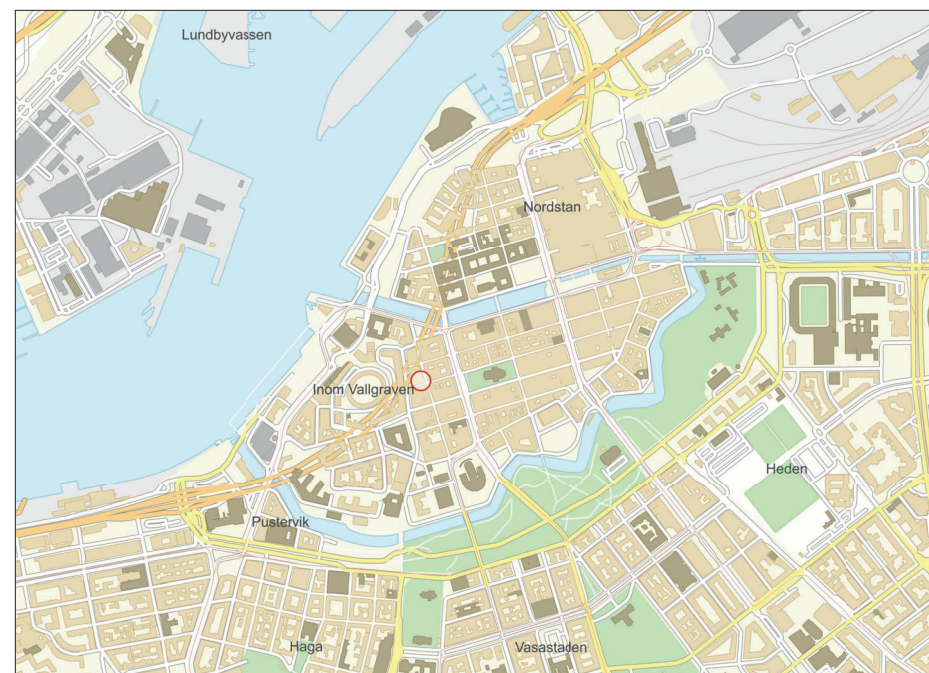 Lundbyvassen
Nordstan
Inom Vallgraven
Heden
Pustervik
Haga
Vasastaden